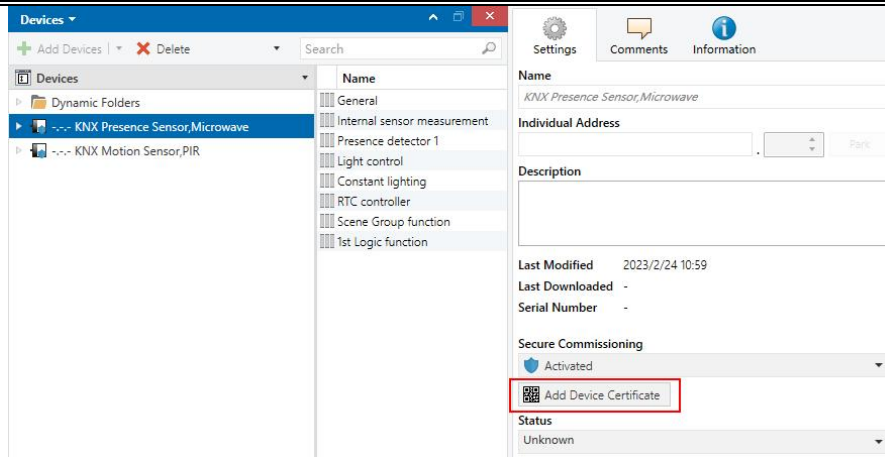 Devices
Add Devices
Delete
Search
Devices
Dynamic Folders
-.-.- KNX Presence Sensor,Microwave
-.-.- KNX Motion Sensor,PIR
Name
General
Internal sensor measurement
Presence detector 1
Light control
Constant lighting
RTC controller
Scene Group function
1st Logic function
Settings
Comments
Information
Name
KNX Presence Sensor,Microwave
Individual Address
. Park
Description
Last Modified 2023/2/24 10:59
Last Downloaded -
Serial Number -
Secure Commissioning
Activated
Add Device Certificate
Status
Unknown